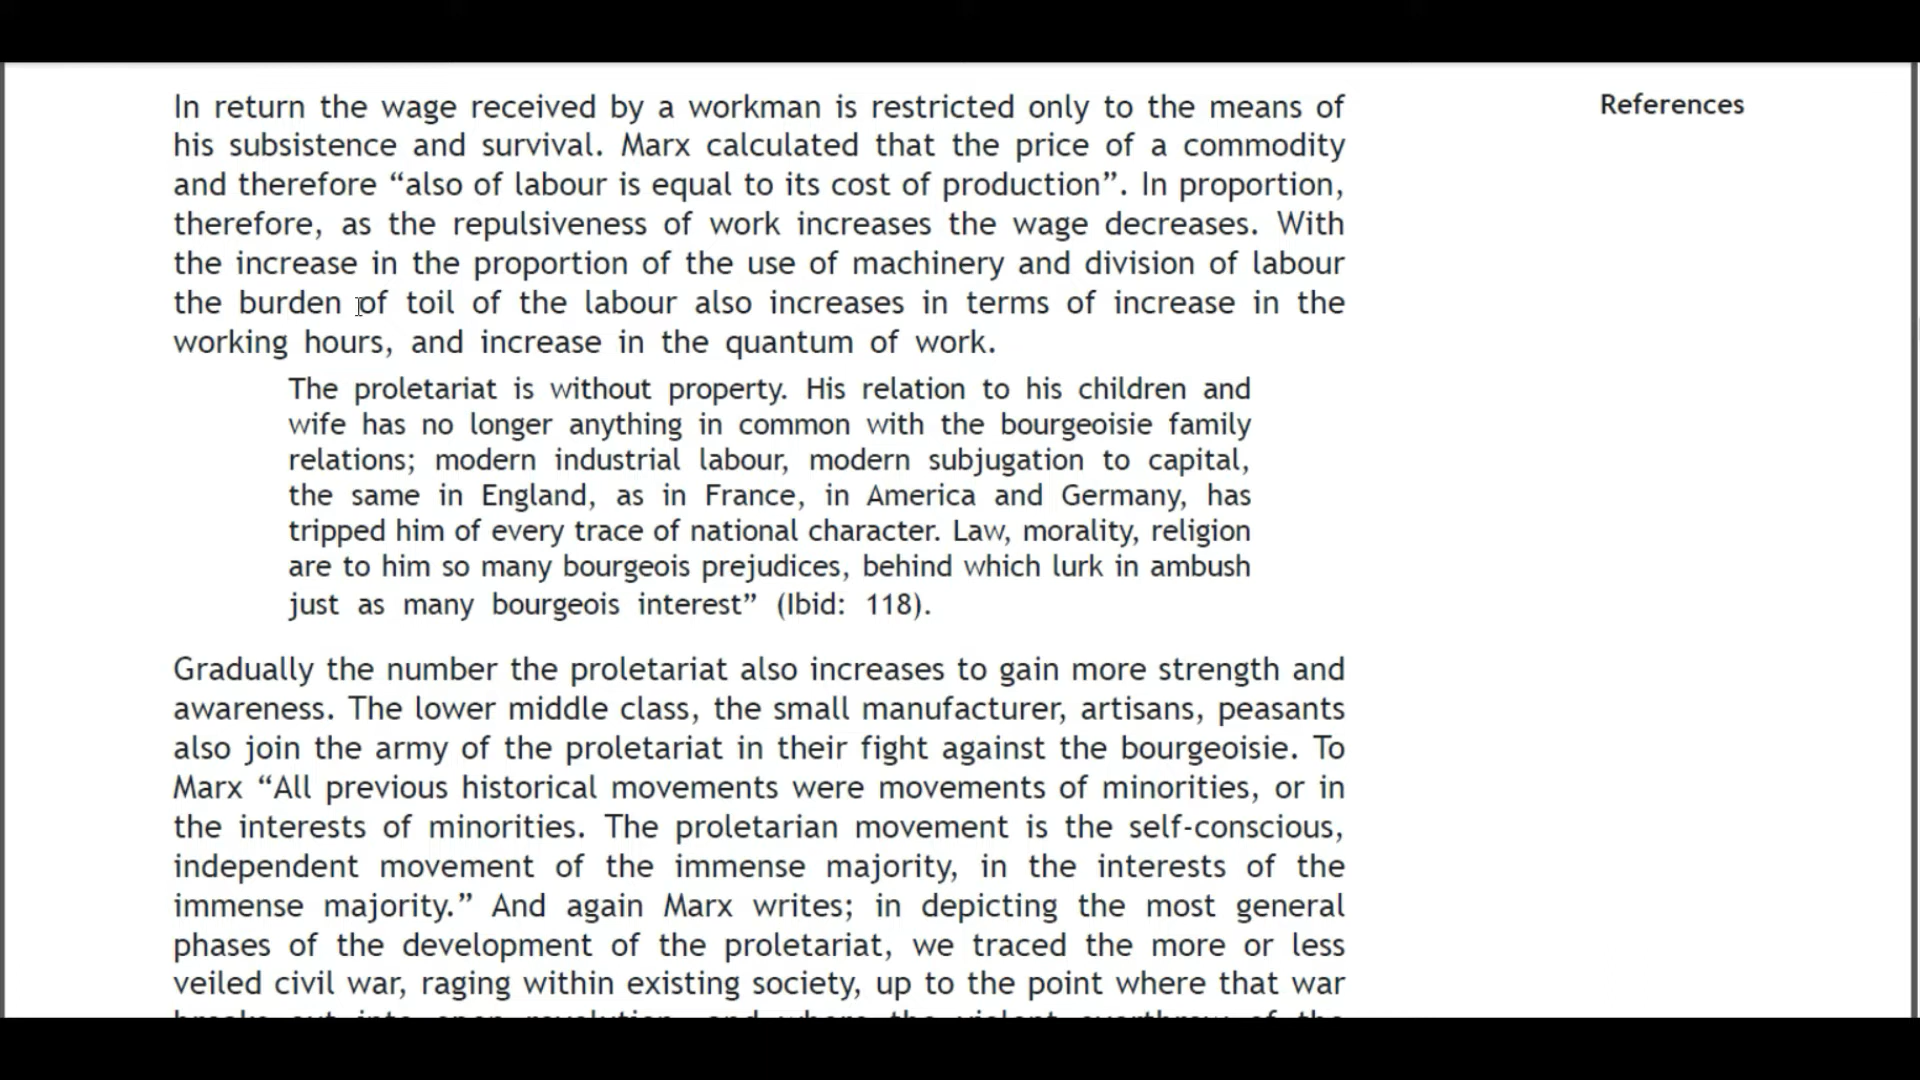 In return the wage received by a workman is restricted only to the means of
his subsistence and survival. Marx calculated that the price of a commodity
and therefore “also of labour is equal to its cost of production”. In proportion,
therefore, as the repulsiveness of work increases the wage decreases. With
the increase in the proportion of the use of machinery and division of labour
the burden of toil of the labour also increases in terms of increase in the
working hours, and increase in the quantum of work.
The proletariat is without property. His relation to his children and
wife has no longer anything in common with the bourgeoisie family
relations; modern industrial labour, modern subjugation to capital,
the same in England, as in France, in America and Germany, has
tripped him of every trace of national character. Law, morality, religion
are to him so many bourgeois prejudices, behind which lurk in ambush
just as many bourgeois interest” (Ibid: 118).
Gradually the number the proletariat also increases to gain more strength and
awareness. The lower middle class, the small manufacturer, artisans, peasants
also join the army of the proletariat in their fight against the bourgeoisie. To
Marx “All previous historical movements were movements of minorities, or in
the interests of minorities. The proletarian movement is the self-conscious,
independent movement of the immense majority, in the interests of the
immense majority.” And again Marx writes; in depicting the most general
phases of the development of the proletariat, we traced the more or less
veiled civil war, raging within existing society, up to the point where that war
References